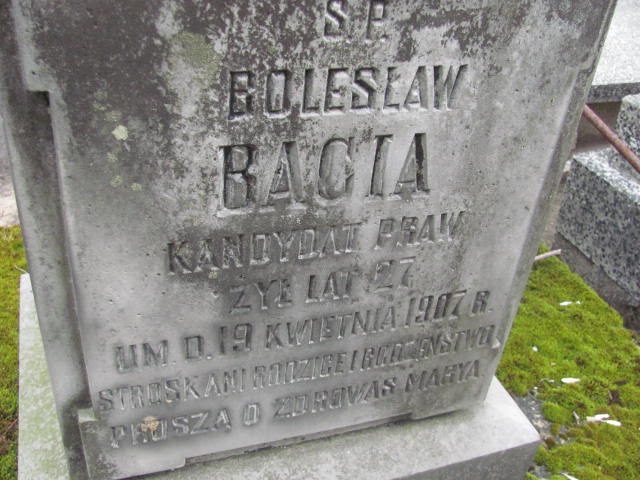 Ś.P.
BOLESŁAW
BAGIA
KANDYDAT PRAW
ŻYŁ LAT 27
UM. D. 19 KWIETNIA 1907 R.
STROSKANI RODZICE I RODZEŃSTWO
PROSZĄ O ZDROWAŚ MARYA